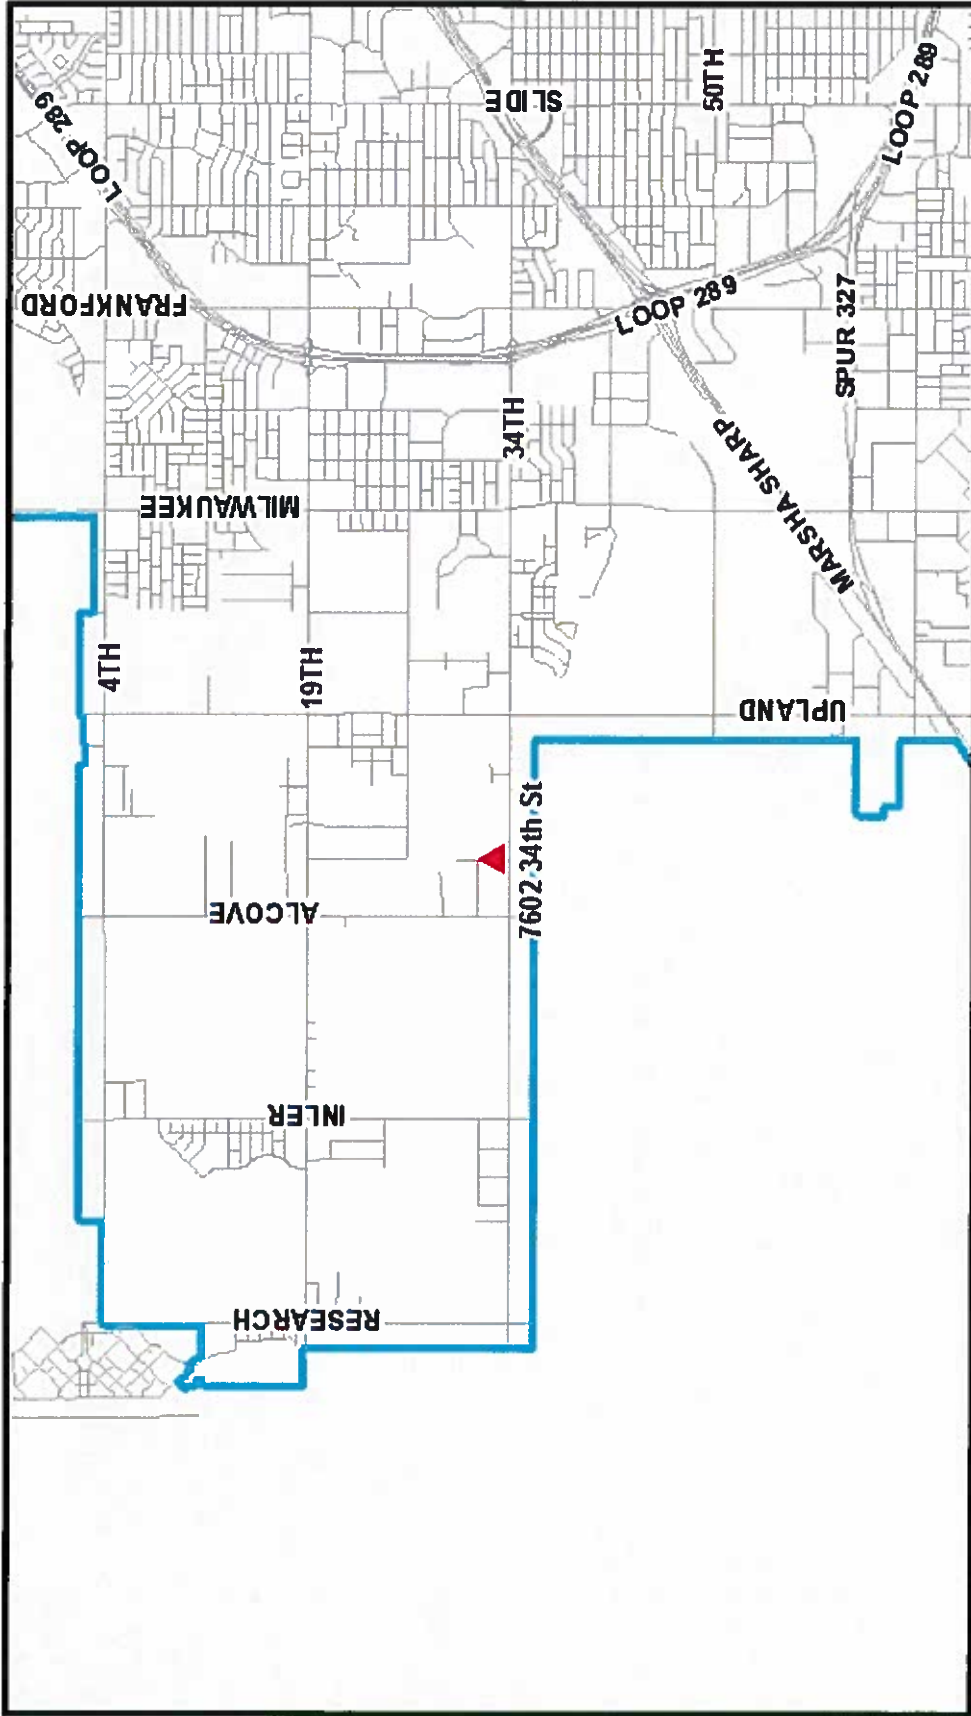 LOOP 289
SLIDE
50TH
LOOP 289
FRANKFORD
LOOP 289
SPUR 327
34TH
MILWAUKEE
MARSHA SHARP
4TH
19TH
UPLAND
7602 34th St
ALCOVE
INLER
RESEARCH